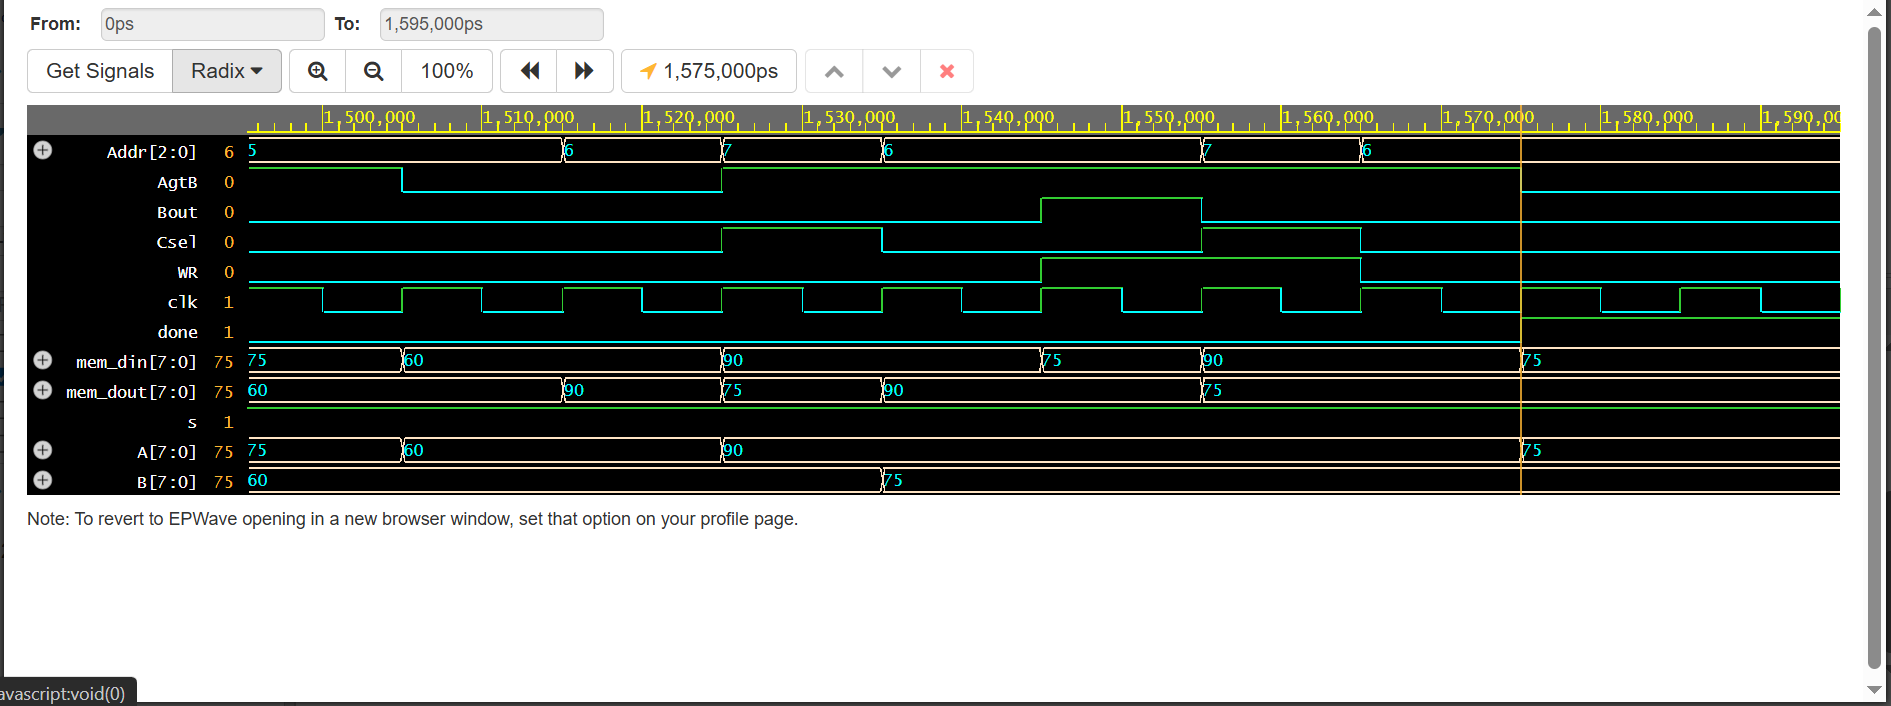 From: 0ps To: 1,595,000ps
Get Signals Radix 100% 1,575,000ps
1,500,000 1,510,000 1,520,000 1,530,000 1,540,000 1,550,000 1,560,000 1,570,000 1,580,000 1,590,0
Addr[2:0] 6 5 6 7 6 7 6
AgtB 0
Bout 0
Csel 0
WR 0
clk 1
done 1
mem_din[7:0] 75 75 60 90 75 90 75
mem_dout[7:0] 75 60 90 75 90 75
s 1
A[7:0] 75 75 60 90 75
B[7:0] 75 60 75
Note: To revert to EPWave opening in a new browser window, set that option on your profile page.
avascript:void(0)